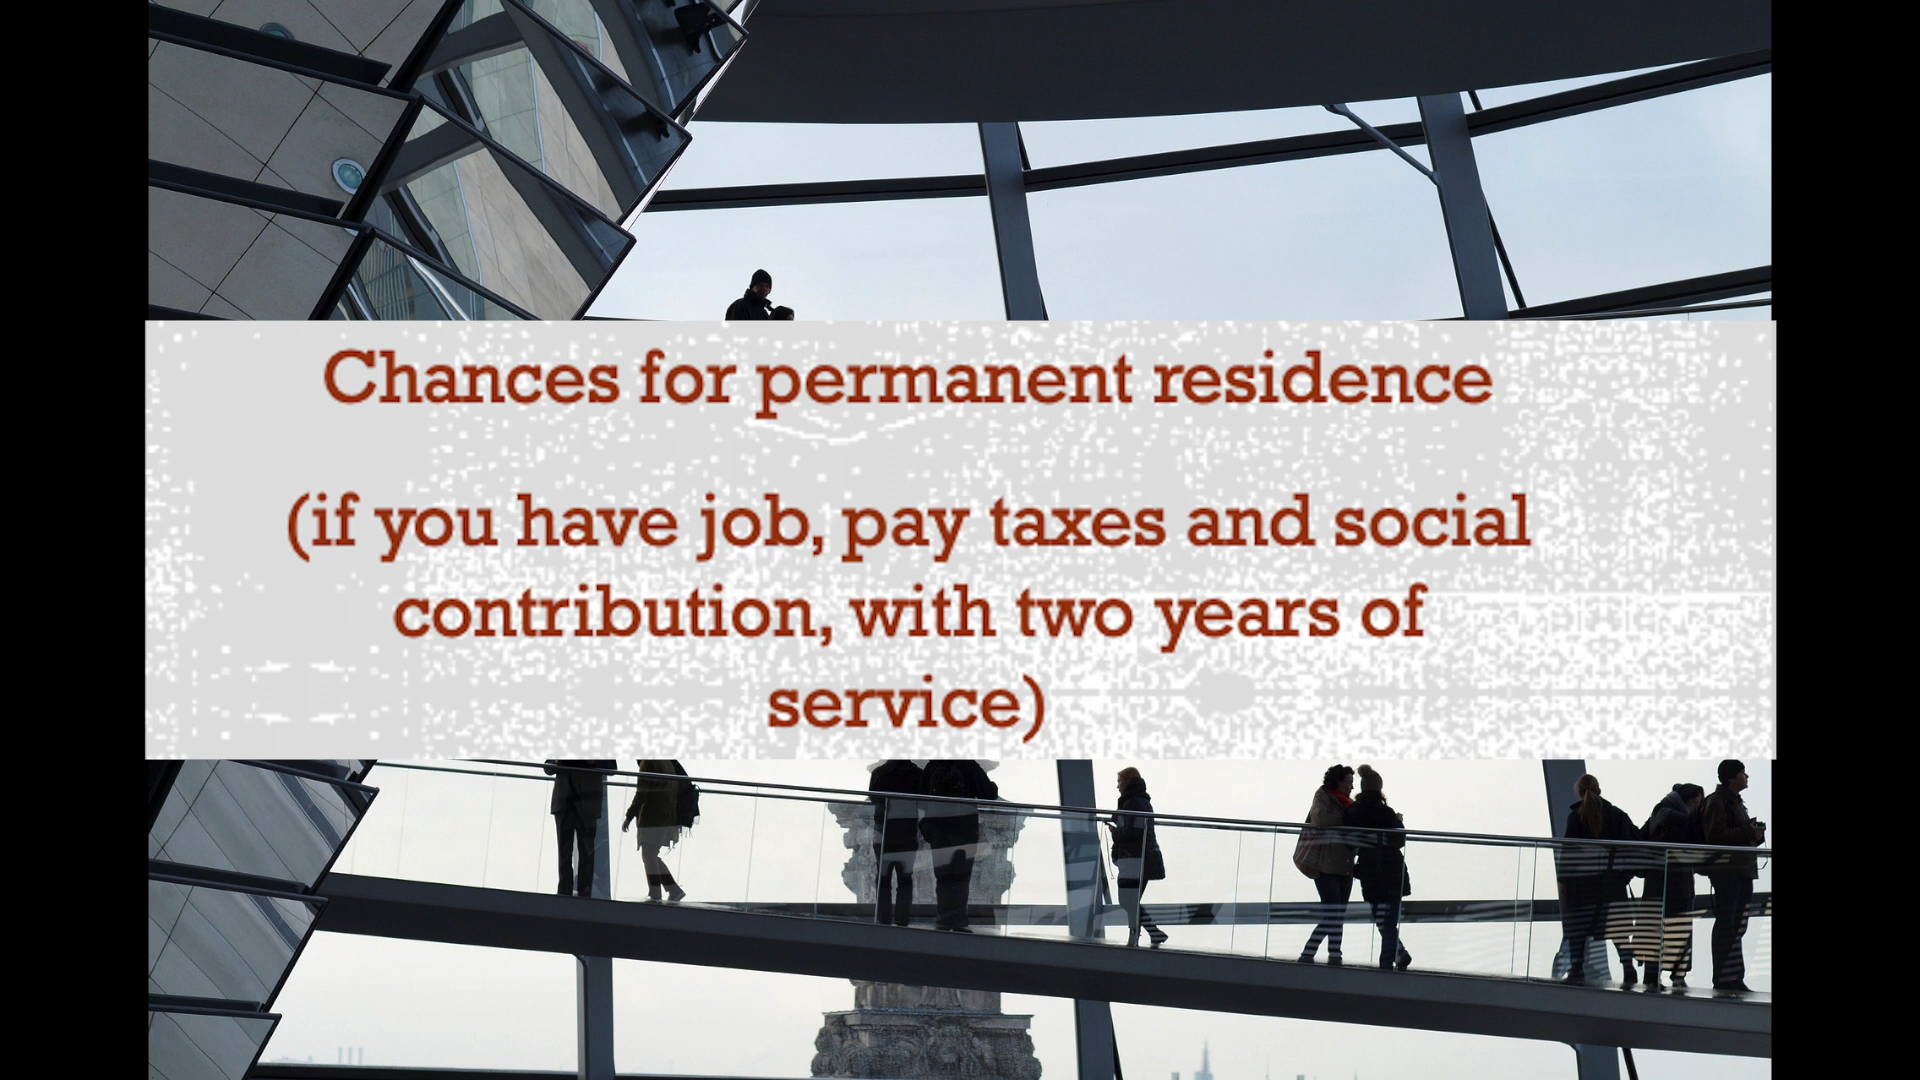 Chances for permanent residence
(if you have job, pay taxes and social
contribution, with two years of
service)